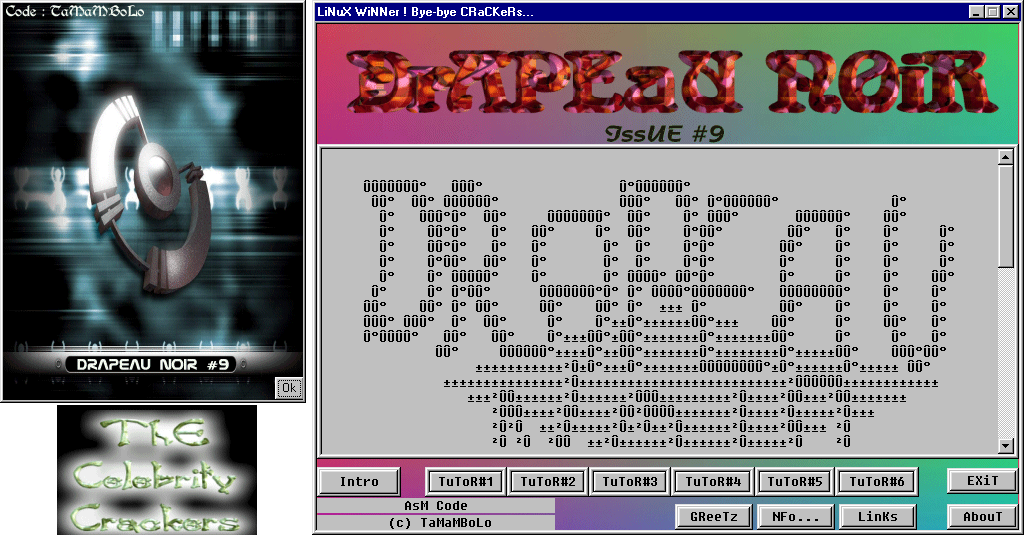 Code : TaMaMBoLo
DRAPEAU NOIR #9
Ok
ThE
Celebrity
Crackers
LiNuX WiNNer ! Bye-bye CRaCKeRs...
DrAPEaU NOiR
IssUE #9
Intro
TuToR#1
TuToR#2
TuToR#3
TuToR#4
TuToR#5
TuToR#6
EXiT
AsM Code
(c) TaMaMBoLo
GReeTz
NFo...
LinKs
AbouT